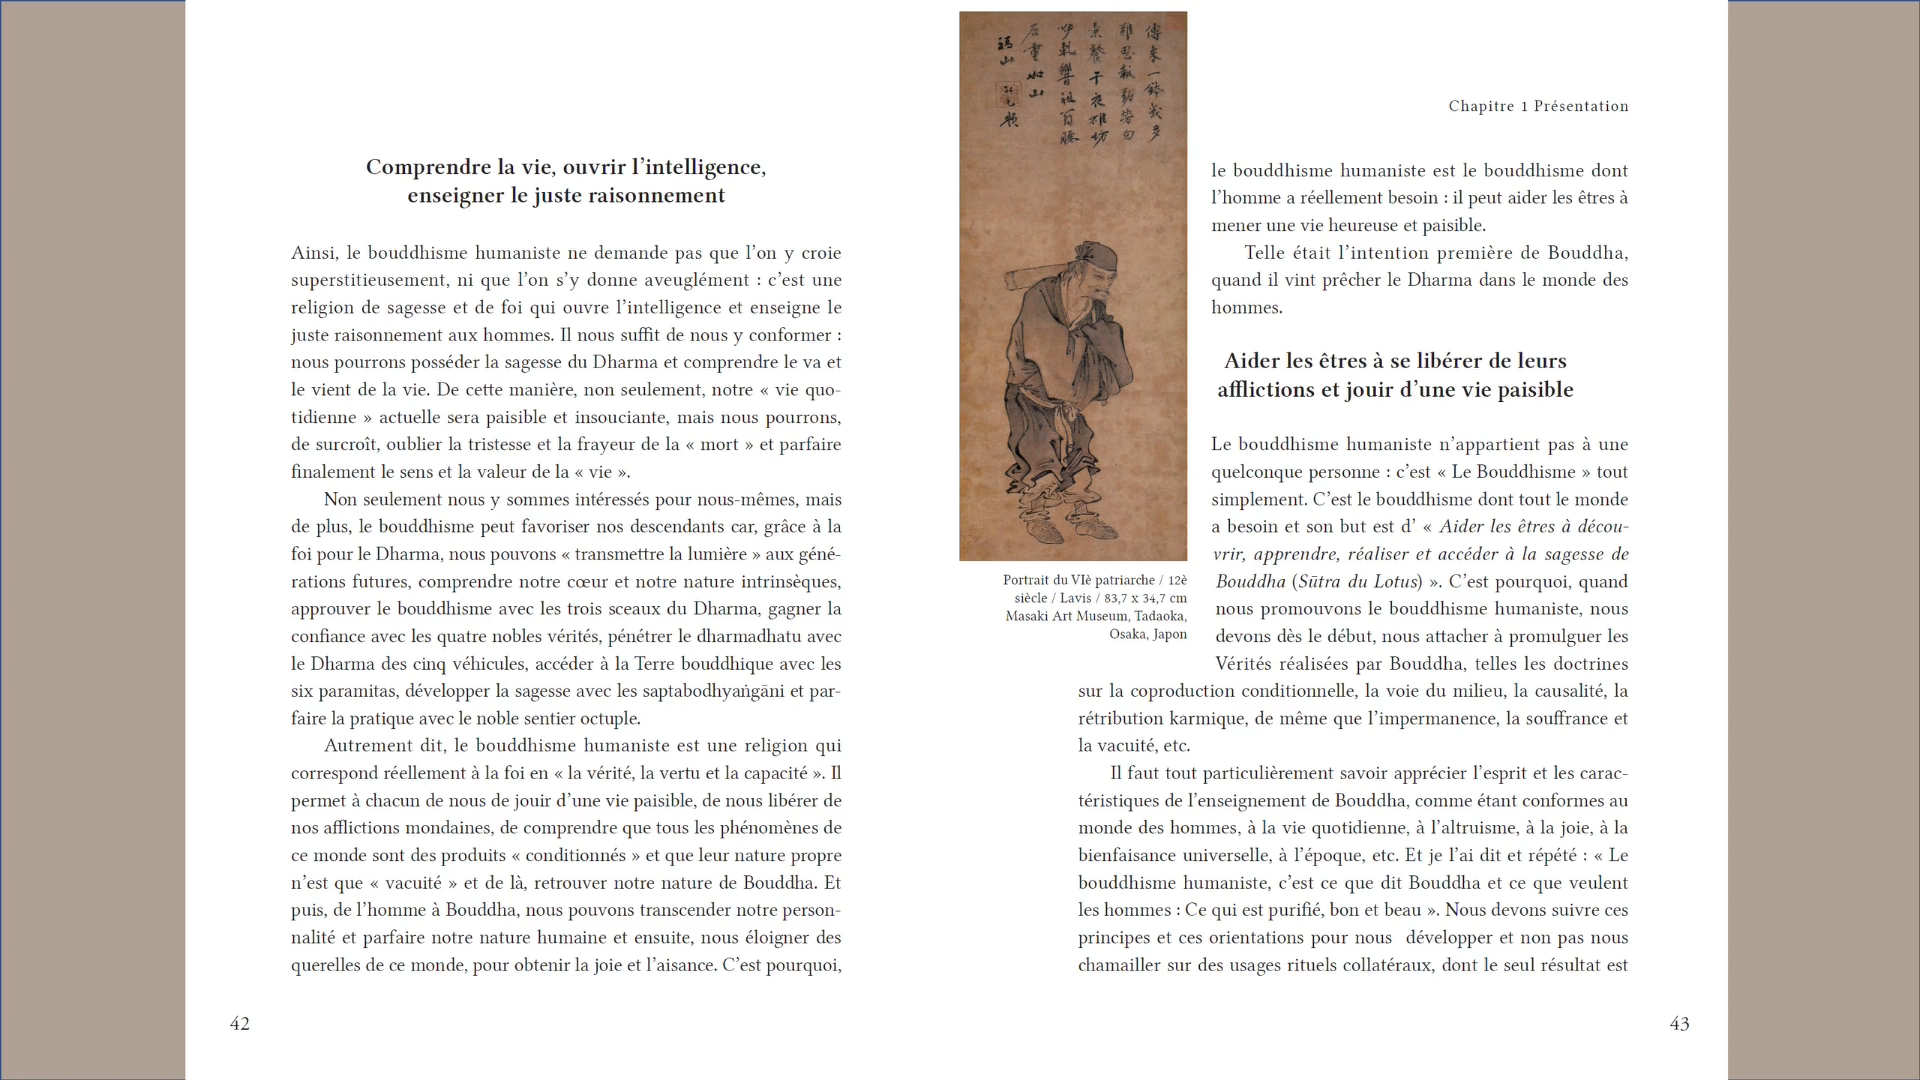 Comprendre la vie, ouvrir l’intelligence,
enseigner le juste raisonnement
Ainsi, le bouddhisme humaniste ne demande pas que l’on y croie
superstitieusement, ni que l’on s’y donne aveuglément : c’est une
religion de sagesse et de foi qui ouvre l’intelligence et enseigne le
juste raisonnement aux hommes. Il nous suffit de nous y conformer :
nous pourrons posséder la sagesse du Dharma et comprendre le va et
le vient de la vie. De cette manière, non seulement, notre « vie quo-
tidienne » actuelle sera paisible et insouciante, mais nous pourrons,
de surcroît, oublier la tristesse et la frayeur de la « mort » et parfaire
finalement le sens et la valeur de la « vie ».
Non seulement nous y sommes intéressés pour nous-mêmes, mais
de plus, le bouddhisme peut favoriser nos descendants car, grâce à la
foi pour le Dharma, nous pouvons « transmettre la lumière » aux géné-
rations futures, comprendre notre cœur et notre nature intrinsèques,
approuver le bouddhisme avec les trois sceaux du Dharma, gagner la
confiance avec les quatre nobles vérités, pénétrer le dharmadhatu avec
le Dharma des cinq véhicules, accéder à la Terre bouddhique avec les
six paramitas, développer la sagesse avec les saptabodhyaṅgāni et par-
faire la pratique avec le noble sentier octuple.
Autrement dit, le bouddhisme humaniste est une religion qui
correspond réellement à la foi en « la vérité, la vertu et la capacité ». Il
permet à chacun de nous de jouir d’une vie paisible, de nous libérer de
nos afflictions mondaines, de comprendre que tous les phénomènes de
ce monde sont des produits « conditionnés » et que leur nature propre
n’est que « vacuité » et de là, retrouver notre nature de Bouddha. Et
puis, de l’homme à Bouddha, nous pouvons transcender notre person-
nalité et parfaire notre nature humaine et ensuite, nous éloigner des
querelles de ce monde, pour obtenir la joie et l’aisance. C’est pourquoi,
42
傳來一鉢幾多
難思報勤勞勾
Portrait du VIè patriarche / 12è
siècle / Lavis / 83,7 x 34,7 cm
Masaki Art Museum, Tadaoka,
Osaka, Japon
Chapitre 1 Présentation
le bouddhisme humaniste est le bouddhisme dont
l’homme a réellement besoin : il peut aider les êtres à
mener une vie heureuse et paisible.
Telle était l’intention première de Bouddha,
quand il vint prêcher le Dharma dans le monde des
hommes.
Aider les êtres à se libérer de leurs
afflictions et jouir d’une vie paisible
Le bouddhisme humaniste n’appartient pas à une
quelconque personne : c’est « Le Bouddhisme » tout
simplement. C’est le bouddhisme dont tout le monde
a besoin et son but est d’ « Aider les êtres à décou-
vrir, apprendre, réaliser et accéder à la sagesse de
Bouddha (Sūtra du Lotus) ». C’est pourquoi, quand
nous promouvons le bouddhisme humaniste, nous
devons dès le début, nous attacher à promulguer les
Vérités réalisées par Bouddha, telles les doctrines
sur la coproduction conditionnelle, la voie du milieu, la causalité, la
rétribution karmique, de même que l’impermanence, la souffrance et
la vacuité, etc.
Il faut tout particulièrement savoir apprécier l’esprit et les carac-
téristiques de l’enseignement de Bouddha, comme étant conformes au
monde des hommes, à la vie quotidienne, à l’altruisme, à la joie, à la
bienfaisance universelle, à l’époque, etc. Et je l’ai dit et répété : « Le
bouddhisme humaniste, c’est ce que dit Bouddha et ce que veulent
les hommes : Ce qui est purifié, bon et beau ». Nous devons suivre ces
principes et ces orientations pour nous  développer et non pas nous
chamailler sur des usages rituels collatéraux, dont le seul résultat est
43